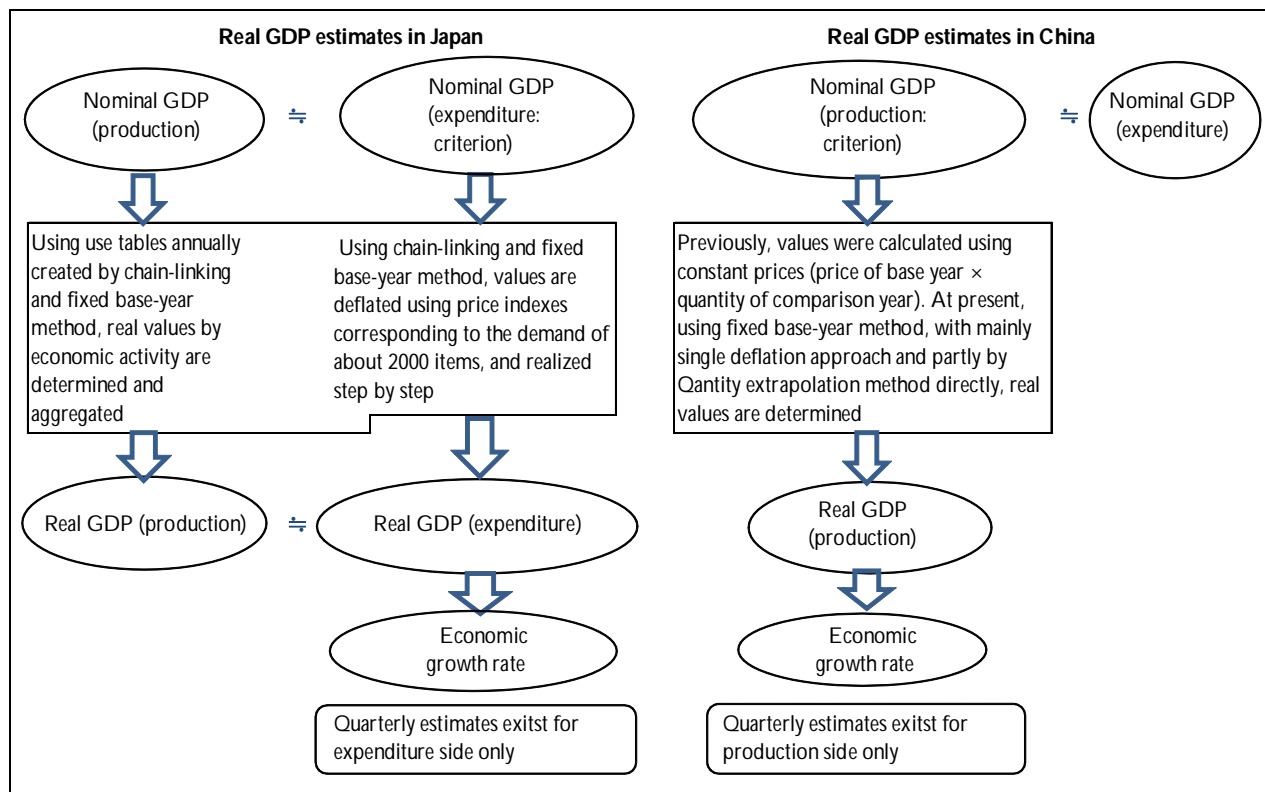 Real GDP estimates in Japan
Nominal GDP
(production)
≒
Nominal GDP
(expenditure:
criterion)
Using use tables annually
created by chain-linking
and fixed base-year
method, real values by
economic activity are
determined and
aggregated
Using chain-linking and fixed
base-year method, values are
deflated using price indexes
corresponding to the demand of
about 2000 items, and realized
step by step
Real GDP (production)
≒
Real GDP (expenditure)
Economic
growth rate
Quarterly estimates exitst for
expenditure side only
Real GDP estimates in China
Nominal GDP
(production:
criterion)
≒
Nominal GDP
(expenditure)
Previously, values were calculated using
constant prices (price of base year ×
quantity of comparison year). At present,
using fixed base-year method, with mainly
single deflation approach and partly by
Qantity extrapolation method directly, real
values are determined
Real GDP
(production)
Economic
growth rate
Quarterly estimates exitst for
production side only